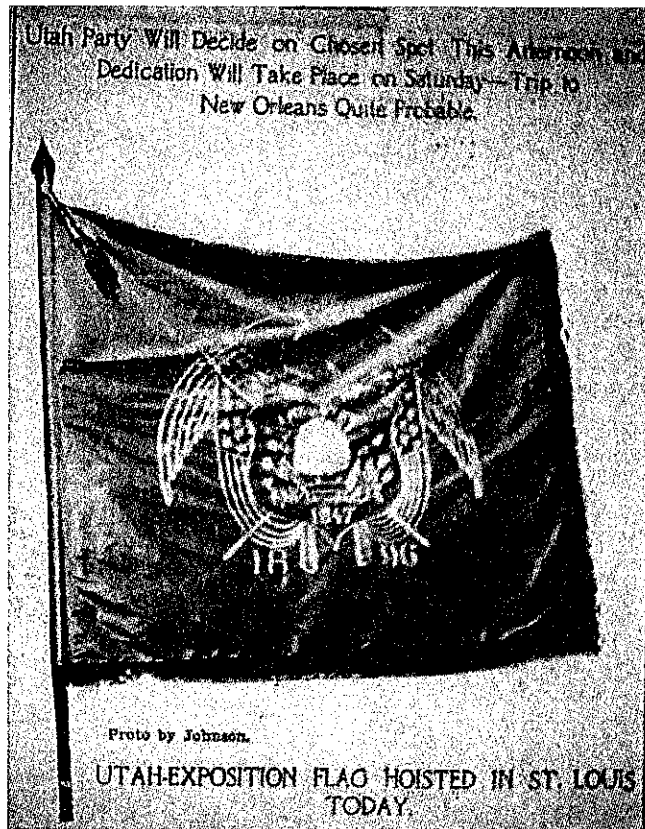 Utah Party Will Decide on Chosen Spot This Afternoon and
Dedication Will Take Place on Saturday—Trip to
New Orleans Quite Probable.
1896
Photo by Johnson.
UTAH-EXPOSITION FLAG HOISTED IN ST. LOUIS
TODAY.